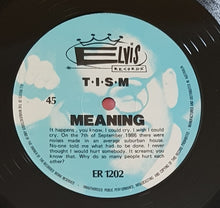 ELVIS
RECORDS
T·I·S·M
45
MEANING
It happens, you know. I could cry. I wish I could
cry. On the 7th of September, 1986 there were
noises made in an average suburban house.
No-one told me what had to be done. I never
thought I would hurt somebody. It screams, you
know that. Why do so many people hurt each
other?
ER 1202